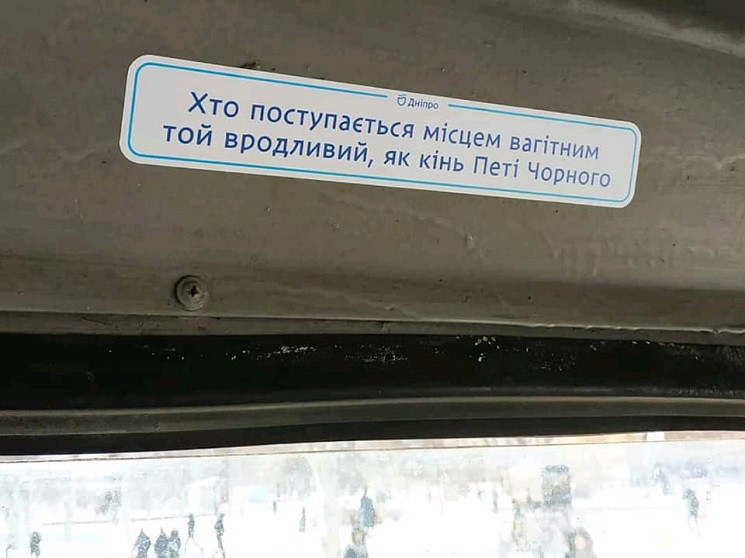 Дніпро
Хто поступається місцем вагітним
той вродливий, як кінь Петі Чорного